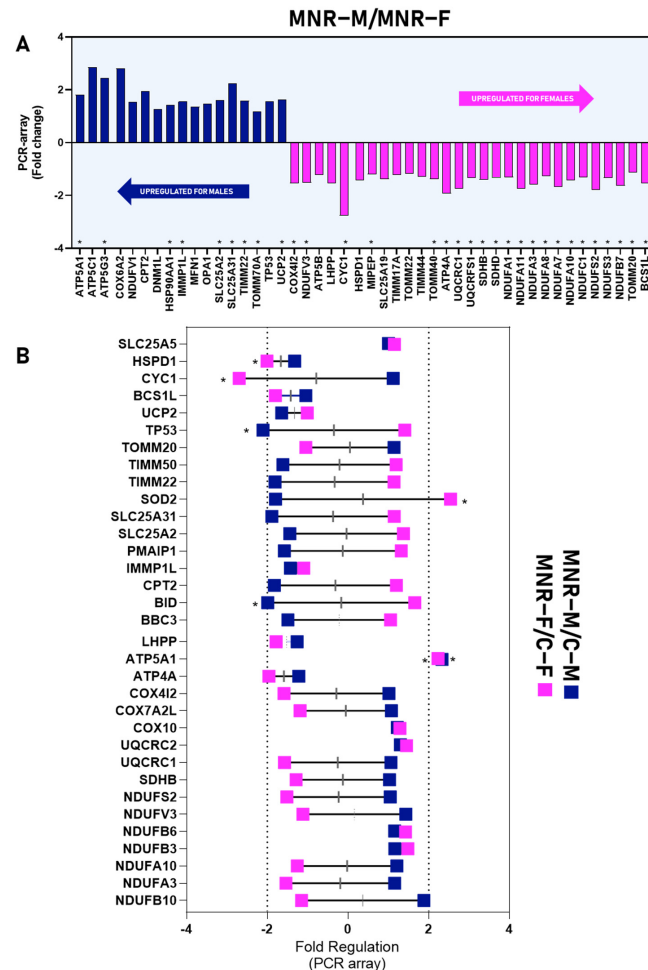 MNR-M/MNR-F
A
PCR-array
(Fold change)
4
2
0
-2
-4
UPREGULATED FOR FEMALES
UPREGULATED FOR MALES
* * * * * * * * * * * * * * * * * * * * * * * * * * * *
ATP5A1
ATP5C1
ATP5G3
COX6A2
NDUFV1
CPT2
DNM1L
HSP90AA1
IMMP1L
MFN1
OPA1
SLC25A2
SLC25A31
TIMM22
TOMM70A
TP53
UCP2
COX4I2
NDUFV3
ATP5B
LHPP
CYC1
HSPD1
MIPEP
SLC25A19
TIMM17A
TOMM22
TIMM44
TOMM40
ATP4A
UQCRC1
UQCRFS1
SDHB
SDHD
NDUFA1
NDUFA11
NDUFA3
NDUFA8
NDUFA7
NDUFA10
NDUFC1
NDUFS2
NDUFS3
NDUFB7
TOMM20
BCS1L
B
SLC25A5
HSPD1 *
CYC1 *
BCS1L
UCP2
TP53 *
TOMM20
TIMM50
TIMM22
SOD2 *
SLC25A31
SLC25A2
PMAIP1
IMMP1L
CPT2
BID *
BBC3
LHPP
ATP5A1 * *
ATP4A
COX4I2
COX7A2L
COX10
UQCRC2
UQCRC1
SDHB
NDUFS2
NDUFV3
NDUFB6
NDUFB3
NDUFA10
NDUFA3
NDUFB10
-4 -2 0 2 4
Fold Regulation
(PCR array)
MNR-M/C-M
MNR-F/C-F